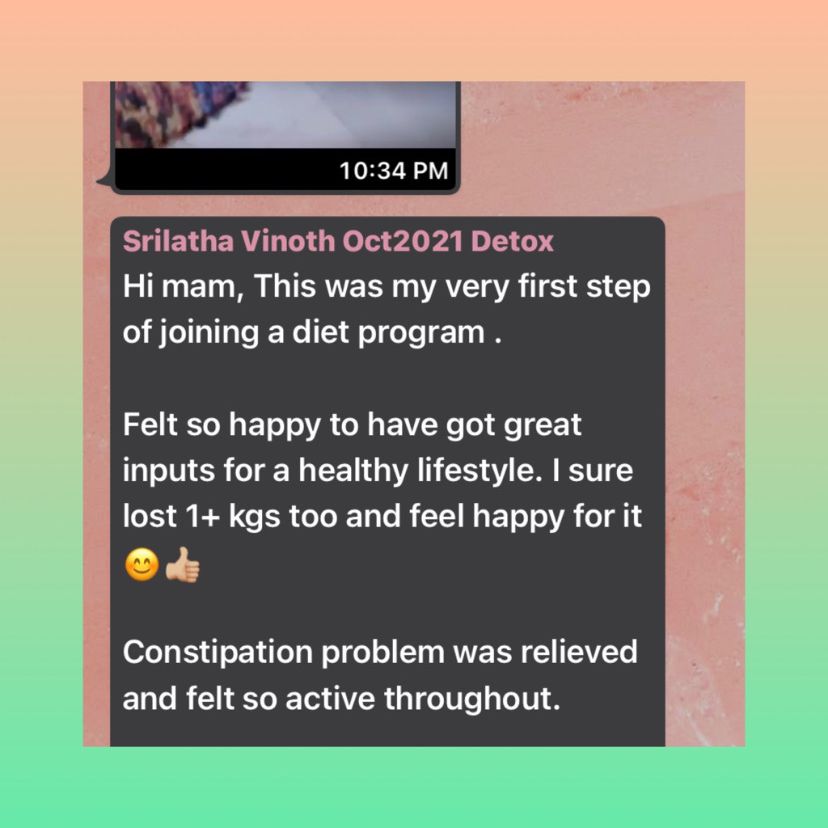 10:34 PM
Srilatha Vinoth Oct2021 Detox
Hi mam, This was my very first step
of joining a diet program .
Felt so happy to have got great
inputs for a healthy lifestyle. I sure
lost 1+ kgs too and feel happy for it
😊👍🏼
Constipation problem was relieved
and felt so active throughout.